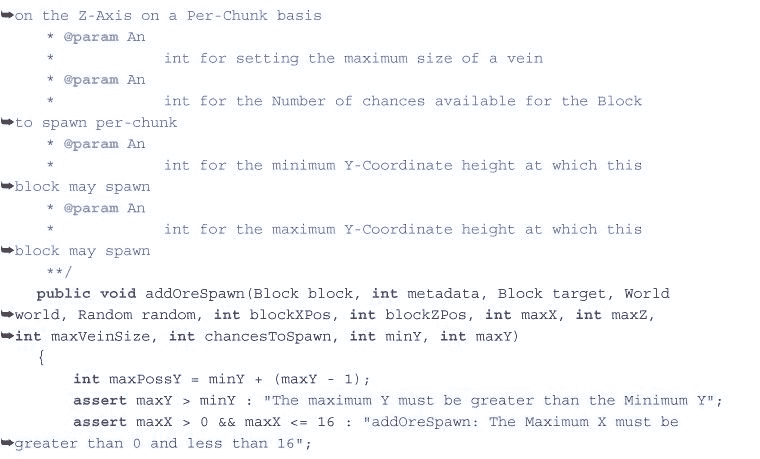 ➥on the Z-Axis on a Per-Chunk basis
* @param An
* int for setting the maximum size of a vein
* @param An
* int for the Number of chances available for the Block
➥to spawn per-chunk
* @param An
* int for the minimum Y-Coordinate height at which this
➥block may spawn
* @param An
* int for the maximum Y-Coordinate height at which this
➥block may spawn
**/
public void addOreSpawn(Block block, int metadata, Block target, World
➥world, Random random, int blockXPos, int blockZPos, int maxX, int maxZ,
➥int maxVeinSize, int chancesToSpawn, int minY, int maxY)
{
int maxPossY = minY + (maxY - 1);
assert maxY > minY : "The maximum Y must be greater than the Minimum Y";
assert maxX > 0 && maxX <= 16 : "addOreSpawn: The Maximum X must be
➥greater than 0 and less than 16";